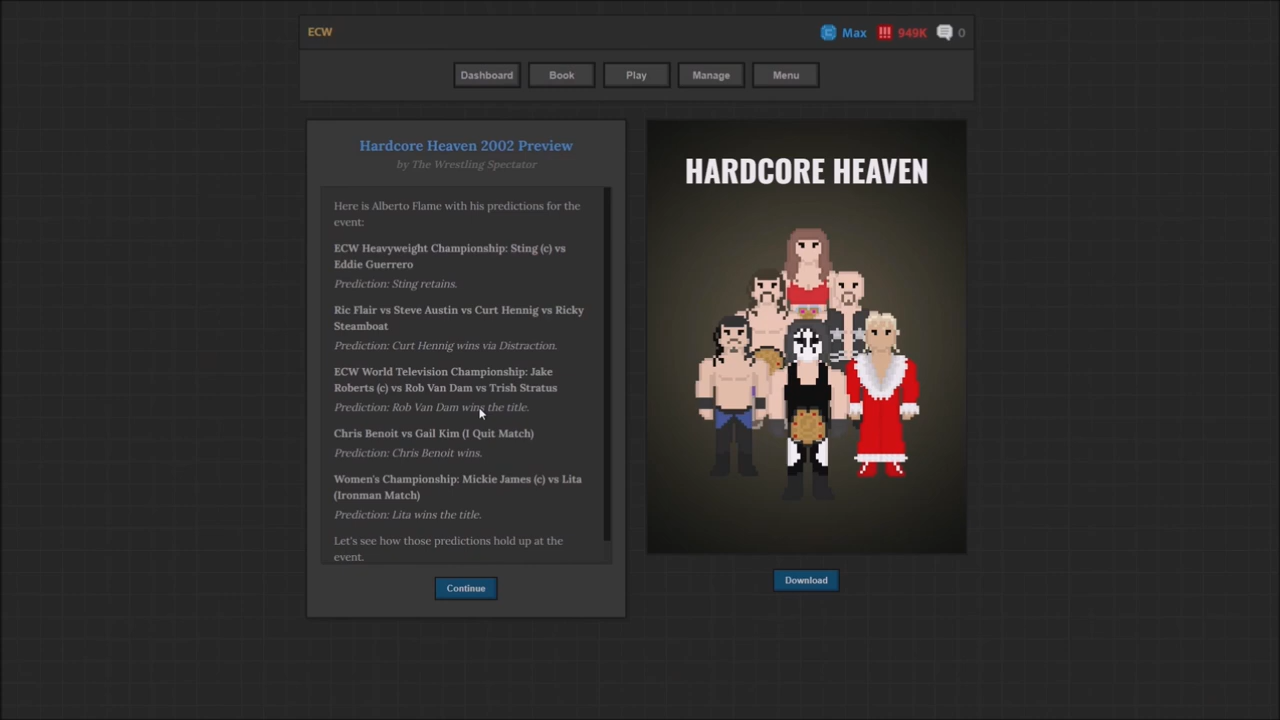 ECW
Max
949K
0
Dashboard
Book
Play
Manage
Menu
Hardcore Heaven 2002 Preview
by The Wrestling Spectator
Here is Alberto Flame with his predictions for the
event:
ECW Heavyweight Championship: Sting (c) vs
Eddie Guerrero
Prediction: Sting retains.
Ric Flair vs Steve Austin vs Curt Hennig vs Ricky
Steamboat
Prediction: Curt Hennig wins via Distraction.
ECW World Television Championship: Jake
Roberts (c) vs Rob Van Dam vs Trish Stratus
Prediction: Rob Van Dam wins the title.
Chris Benoit vs Gail Kim (I Quit Match)
Prediction: Chris Benoit wins.
Women's Championship: Mickie James (c) vs Lita
(Ironman Match)
Prediction: Lita wins the title.
Let's see how those predictions hold up at the
event.
Continue
HARDCORE HEAVEN
Download